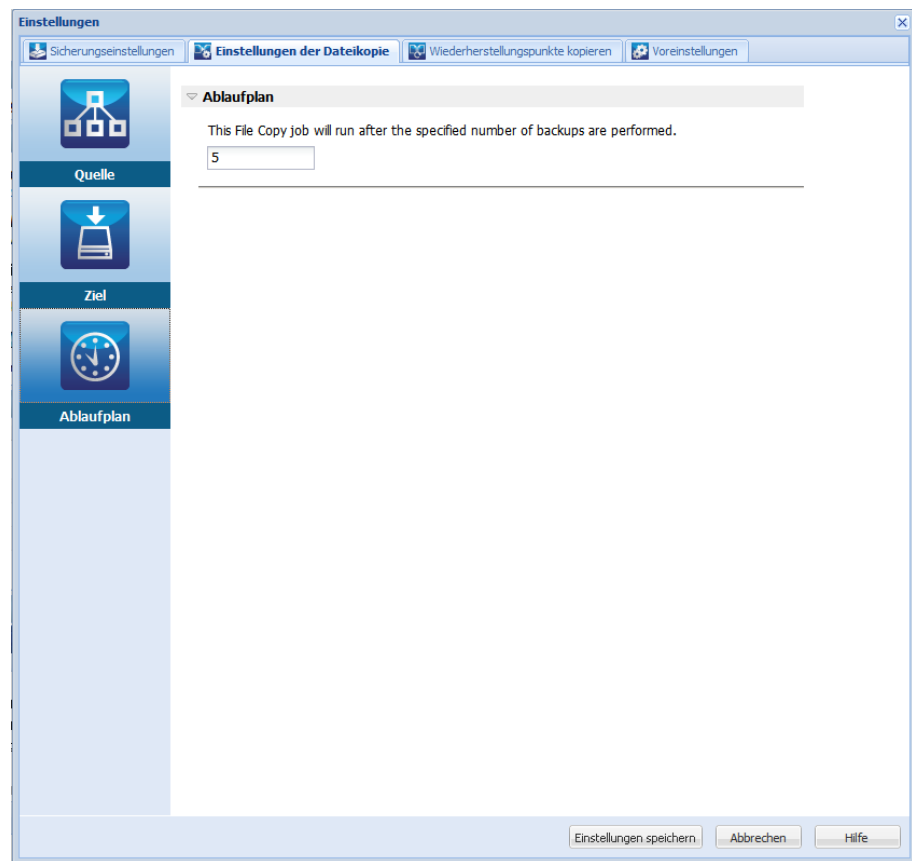 Einstellungen
Sicherungseinstellungen
Einstellungen der Dateikopie
Wiederherstellungspunkte kopieren
Voreinstellungen
Quelle
Ziel
Ablaufplan
Ablaufplan
This File Copy job will run after the specified number of backups are performed.
5
Einstellungen speichern
Abbrechen
Hilfe